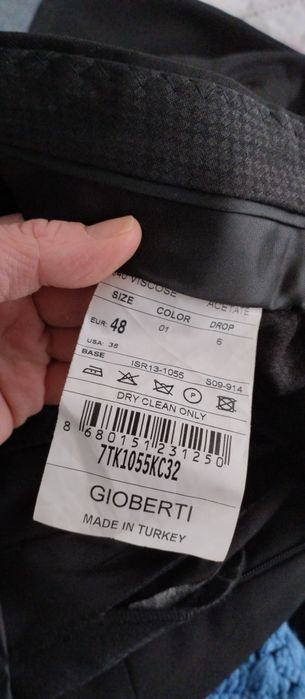 VISCOSE ACETATE
SIZE COLOR DROP
EUR: 48 01 6
USA: 38
BASE ISR13-1055 S09-914
P
DRY CLEAN ONLY
8 680151 231250
7TK1055KC32
GIOBERTI
MADE IN TURKEY